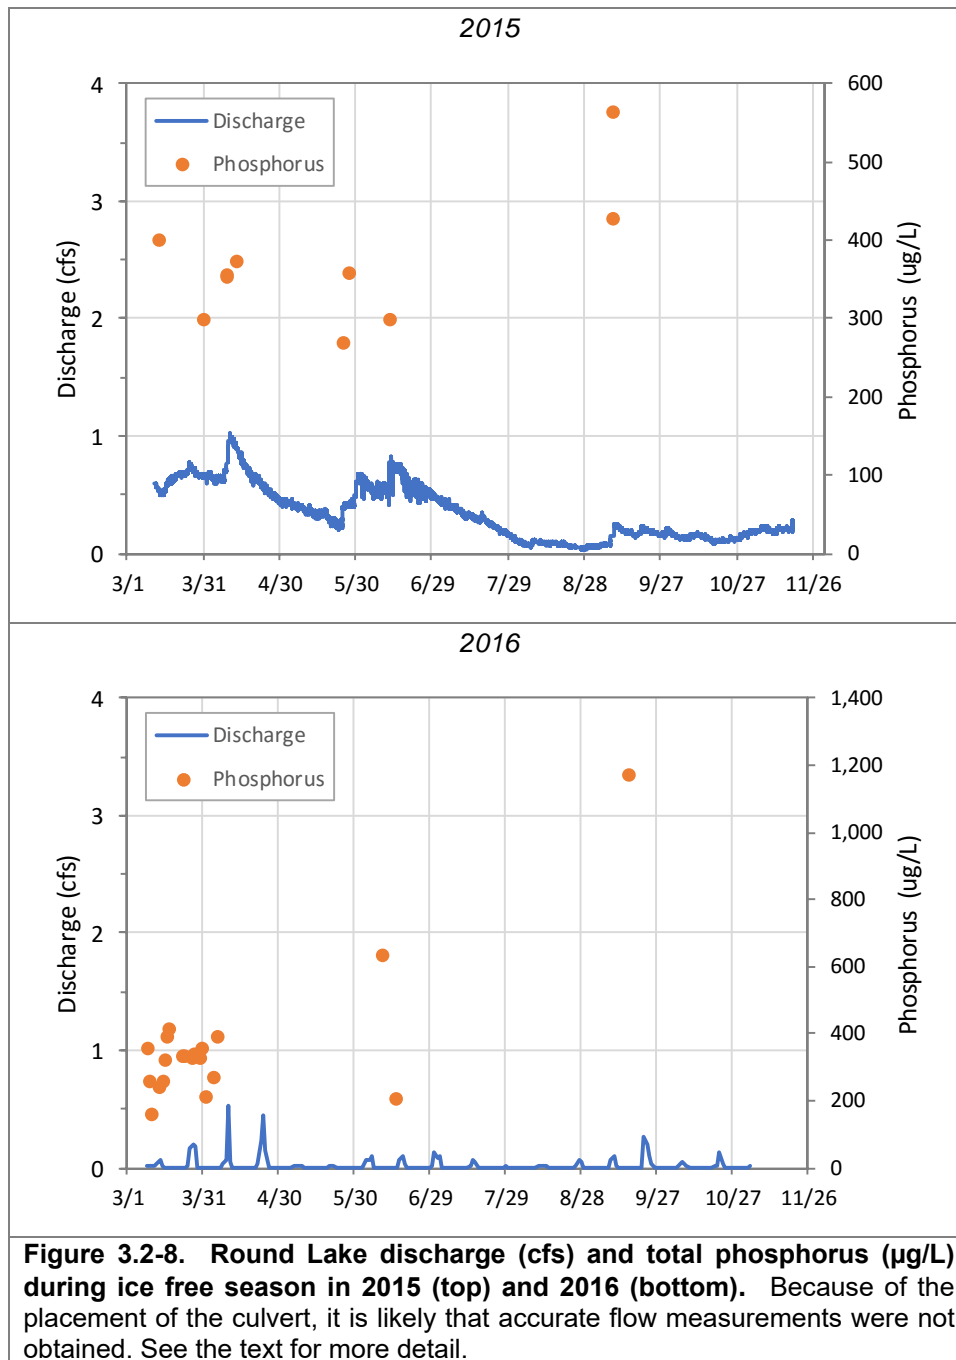 2015
4
3
2
1
0
Discharge (cfs)
Discharge
Phosphorus
600
500
400
300
200
100
0
Phosphorus (ug/L)
3/1 3/31 4/30 5/30 6/29 7/29 8/28 9/27 10/27 11/26
2016
4
3
2
1
0
Discharge (cfs)
Discharge
Phosphorus
1,400
1,200
1,000
800
600
400
200
0
Phosphorus (ug/L)
3/1 3/31 4/30 5/30 6/29 7/29 8/28 9/27 10/27 11/26
Figure 3.2-8. Round Lake discharge (cfs) and total phosphorus (µg/L)
during ice free season in 2015 (top) and 2016 (bottom). Because of the
placement of the culvert, it is likely that accurate flow measurements were not
obtained. See the text for more detail.